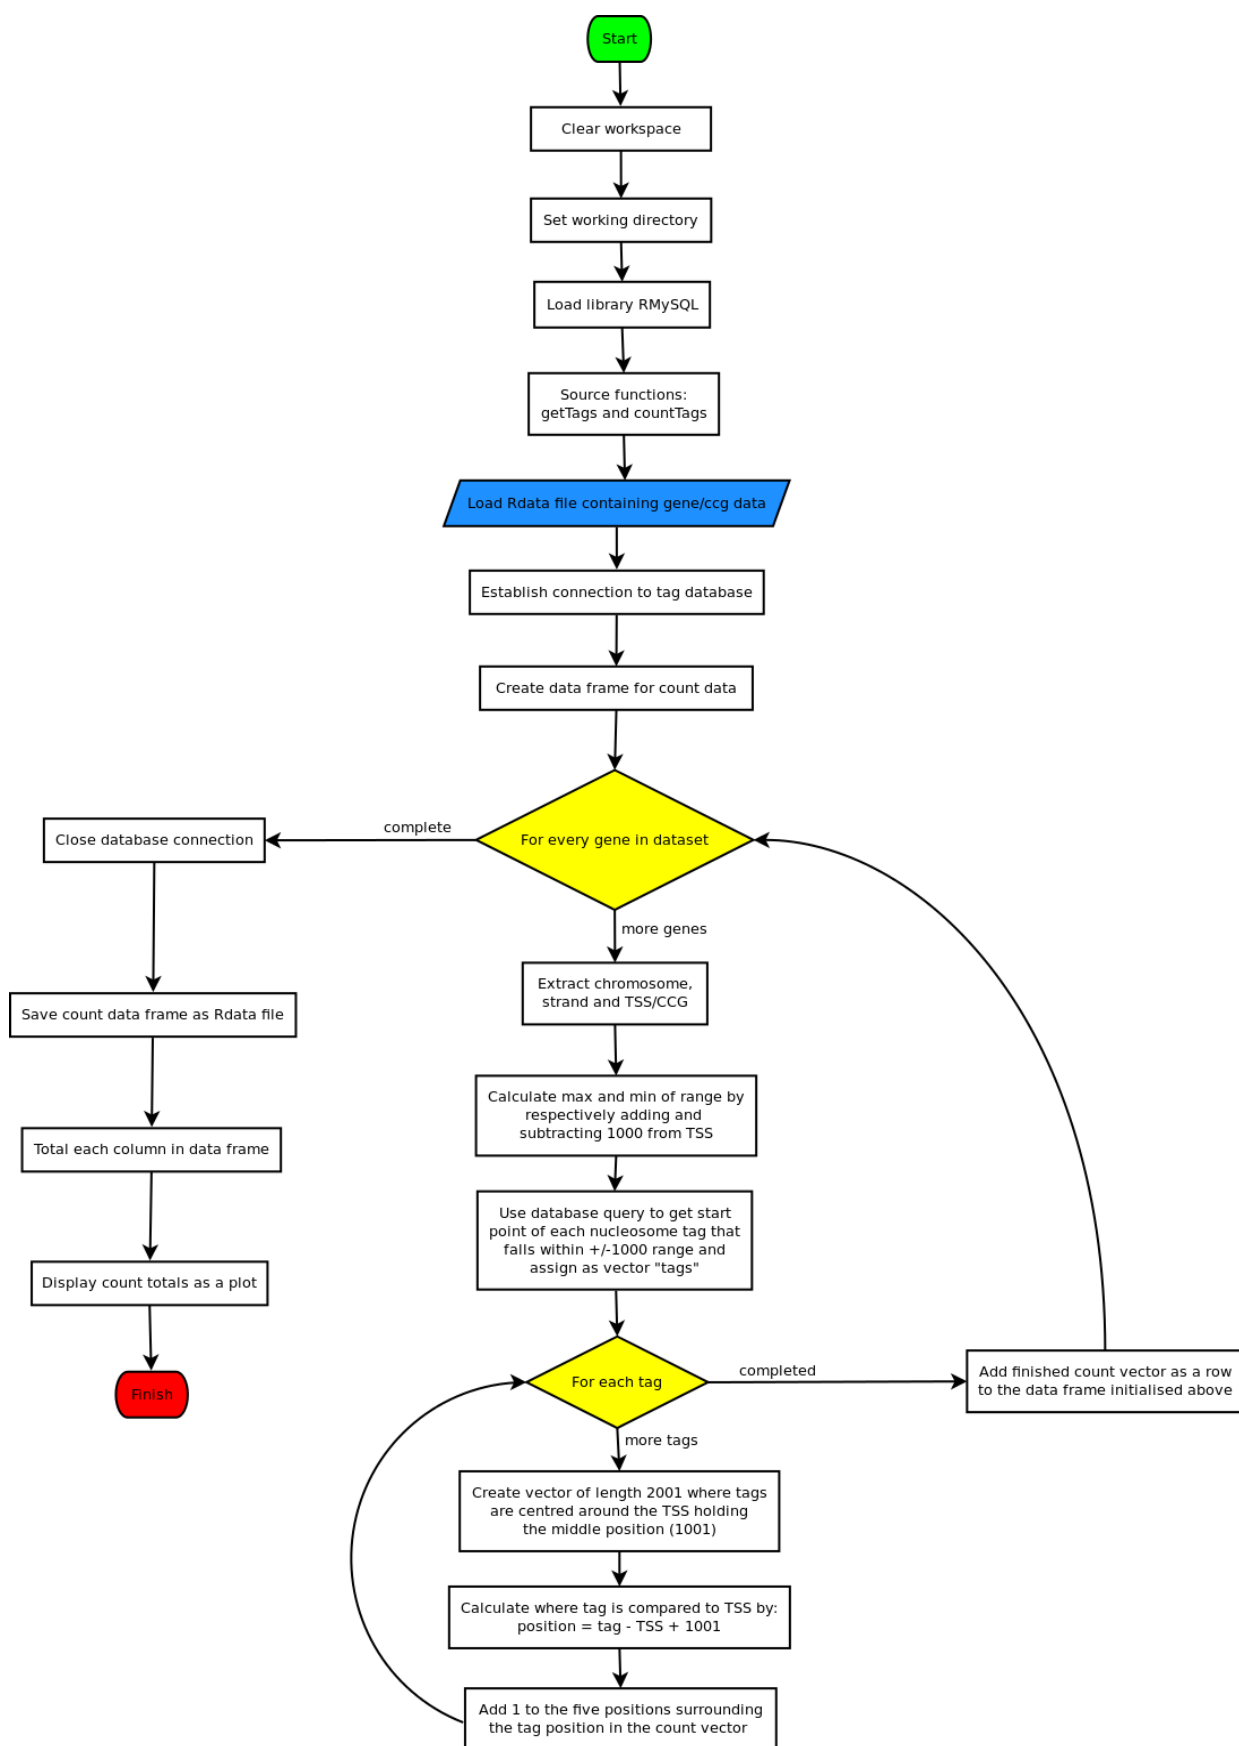 Start
Clear workspace
Set working directory
Load library RMySQL
Source functions:
getTags and countTags
Load Rdata file containing gene/ccg data
Establish connection to tag database
Create data frame for count data
For every gene in dataset
complete
Close database connection
Save count data frame as Rdata file
Total each column in data frame
Display count totals as a plot
Finish
more genes
Extract chromosome,
strand and TSS/CCG
Calculate max and min of range by
respectively adding and
subtracting 1000 from TSS
Use database query to get start
point of each nucleosome tag that
falls within +/-1000 range and
assign as vector "tags"
For each tag
completed
Add finished count vector as a row
to the data frame initialised above
more tags
Create vector of length 2001 where tags
are centred around the TSS holding
the middle position (1001)
Calculate where tag is compared to TSS by:
position = tag - TSS + 1001
Add 1 to the five positions surrounding
the tag position in the count vector